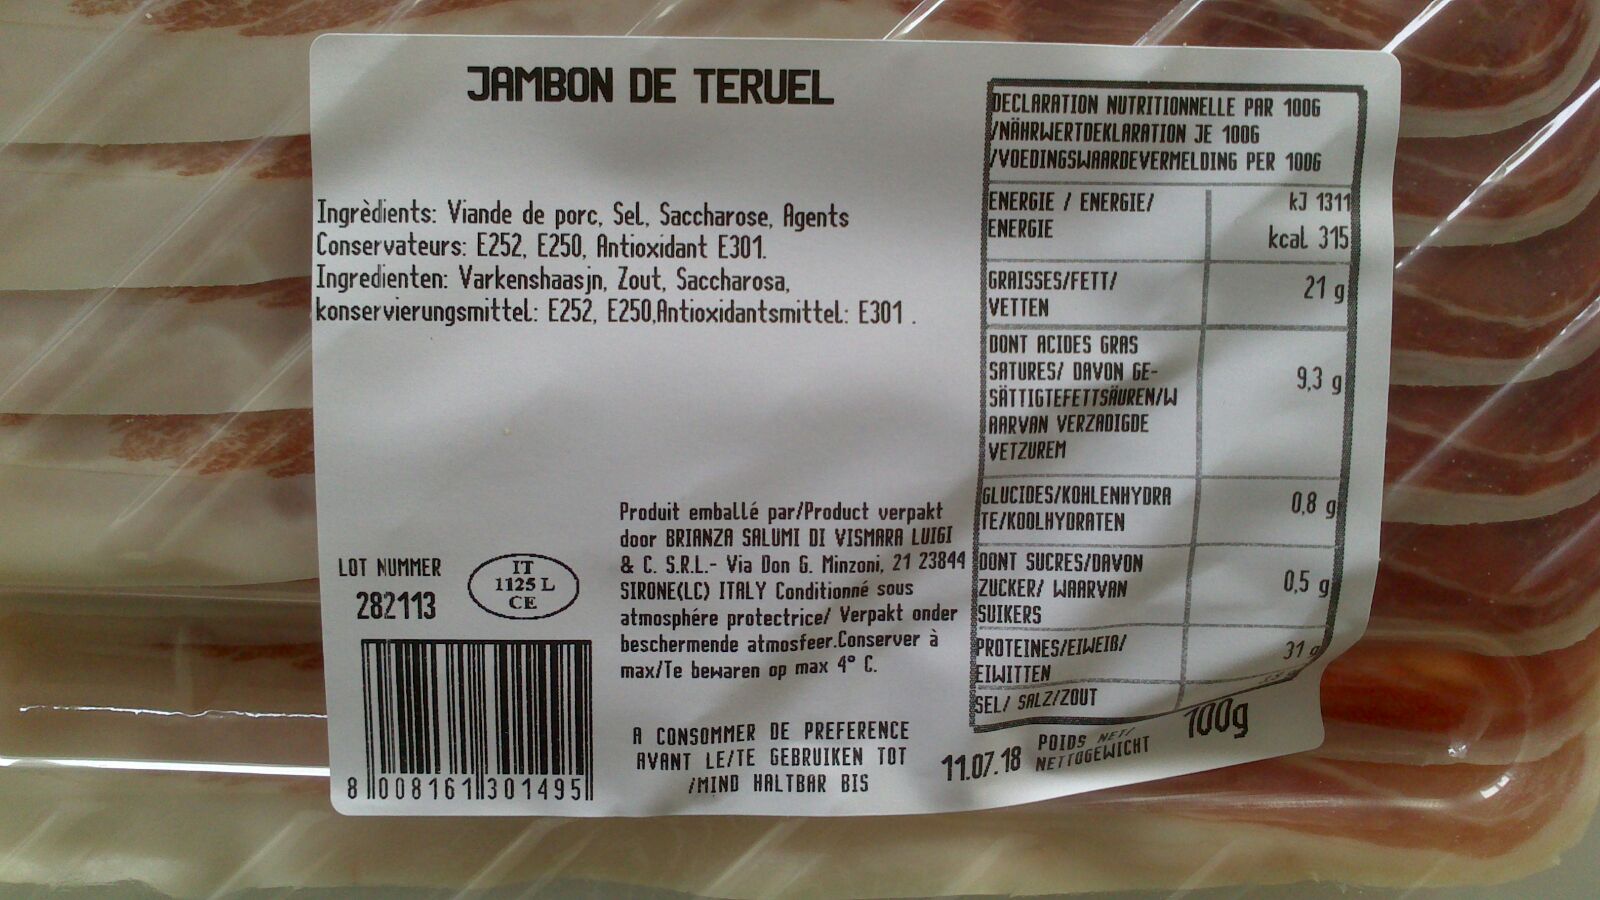 JAMBON DE TERUEL
Ingrèdients: Viande de porc, Sel, Saccharose, Agents
Conservateurs: E252, E250, Antioxidant E301.
Ingredienten: Varkenshaasjn, Zout, Saccharosa,
konservierungsmittel: E252, E250,Antioxidantsmittel: E301 .
LOT NUMMER
282113
IT
1125 L
CE
8 008161 301495
Produit emballé par/Product verpakt
door BRIANZA SALUMI DI VISMARA LUIGI
& C. S.R.L.- Via Don G. Minzoni, 21 23844
SIRONE(LC) ITALY Conditionné sous
atmosphére protectrice/ Verpakt onder
beschermende atmosfeer.Conserver à
max/Te bewaren op max 4° C.
A CONSOMMER DE PREFERENCE
AVANT LE/TE GEBRUIKEN TOT
/MIND HALTBAR BIS
11.07.18
POIDS NET/
NETTOGEWICHT
100g
DECLARATION NUTRITIONNELLE PAR 100G
/NÄHRWERTDEKLARATION JE 100G
/VOEDINGSWAARDEVERMELDING PER 100G
ENERGIE / ENERGIE/
ENERGIE
kJ 1311
kcal 315
GRAISSES/FETT/
VETTEN
21 g
DONT ACIDES GRAS
SATURES/ DAVON GE-
SÄTTIGTEFETTSÄUREN/W
AARVAN VERZADIGDE
VETZUREM
9,3 g
GLUCIDES/KOHLENHYDRA
TE/KOOLHYDRATEN
0,8 g
DONT SUCRES/DAVON
ZUCKER/ WAARVAN
SUIKERS
0,5 g
PROTEINES/EIWEIß/
EIWITTEN
31 g
SEL/ SALZ/ZOUT